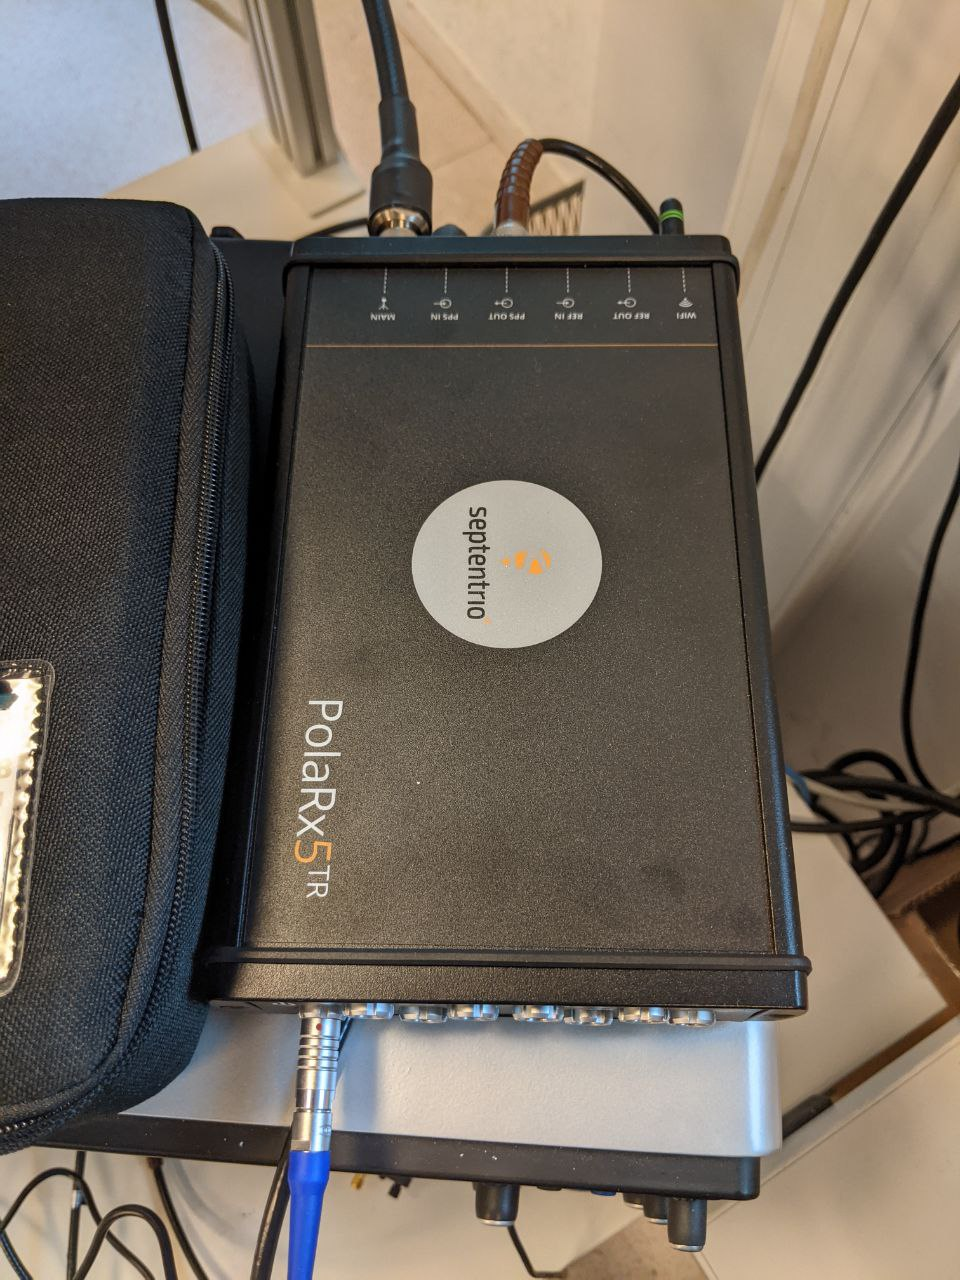 MAIN
PPS IN
PPS OUT
REF IN
REF OUT
WIFI
septentrio
PolaRx5TR